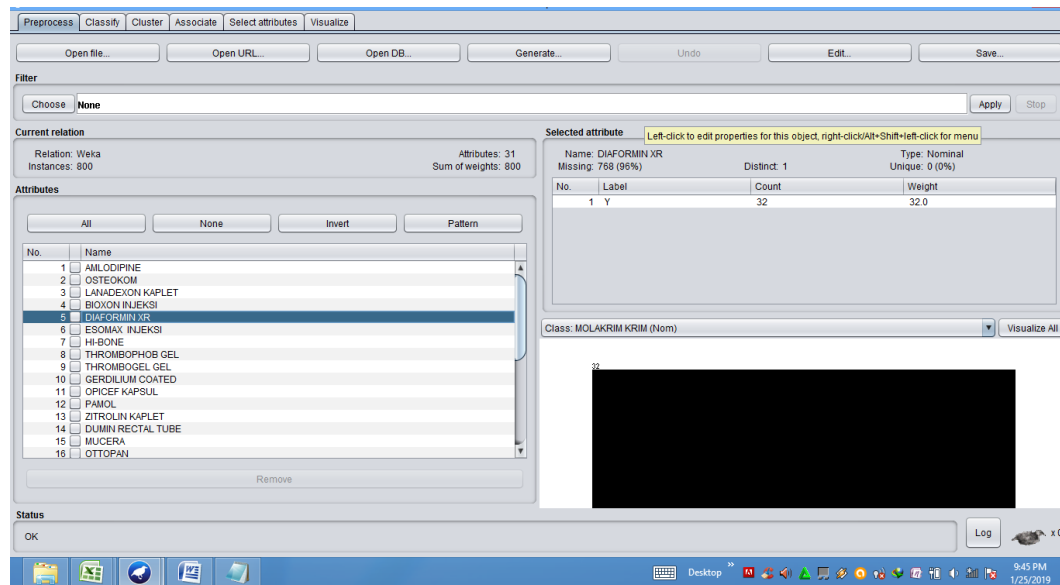 Preprocess Classify Cluster Associate Select attributes Visualize
Open file... Open URL... Open DB... Generate... Undo Edit... Save...
Filter
Choose None Apply Stop
Current relation
Relation: Weka Attributes: 31
Instances: 800 Sum of weights: 800
Attributes
All None Invert Pattern
No. Name
1 AMLODIPINE
2 OSTEOKOM
3 LANADEXON KAPLET
4 BIOXON INJEKSI
5 DIAFORMIN XR
6 ESOMAX INJEKSI
7 HI-BONE
8 THROMBOPHOB GEL
9 THROMBOGEL GEL
10 GERDILIUM COATED
11 OPICEF KAPSUL
12 PAMOL
13 ZITROLIN KAPLET
14 DUMIN RECTAL TUBE
15 MUCERA
16 OTTOPAN
Remove
Selected attribute
Left-click to edit properties for this object, right-click/Alt+Shift+left-click for menu
Name: DIAFORMIN XR Type: Nominal
Missing: 768 (96%) Distinct: 1 Unique: 0 (0%)
No. Label Count Weight
1 Y 32 32.0
Class: MOLAKRIM KRIM (Nom) Visualize All
32
Status
OK Log x 0
Desktop 9:45 PM
1/25/2019